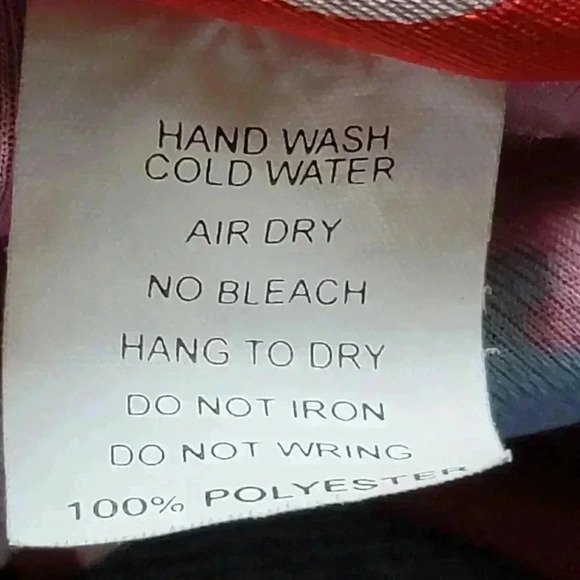 HAND WASH
COLD WATER
AIR DRY
NO BLEACH
HANG TO DRY
DO NOT IRON
DO NOT WRING
100% POLYESTER